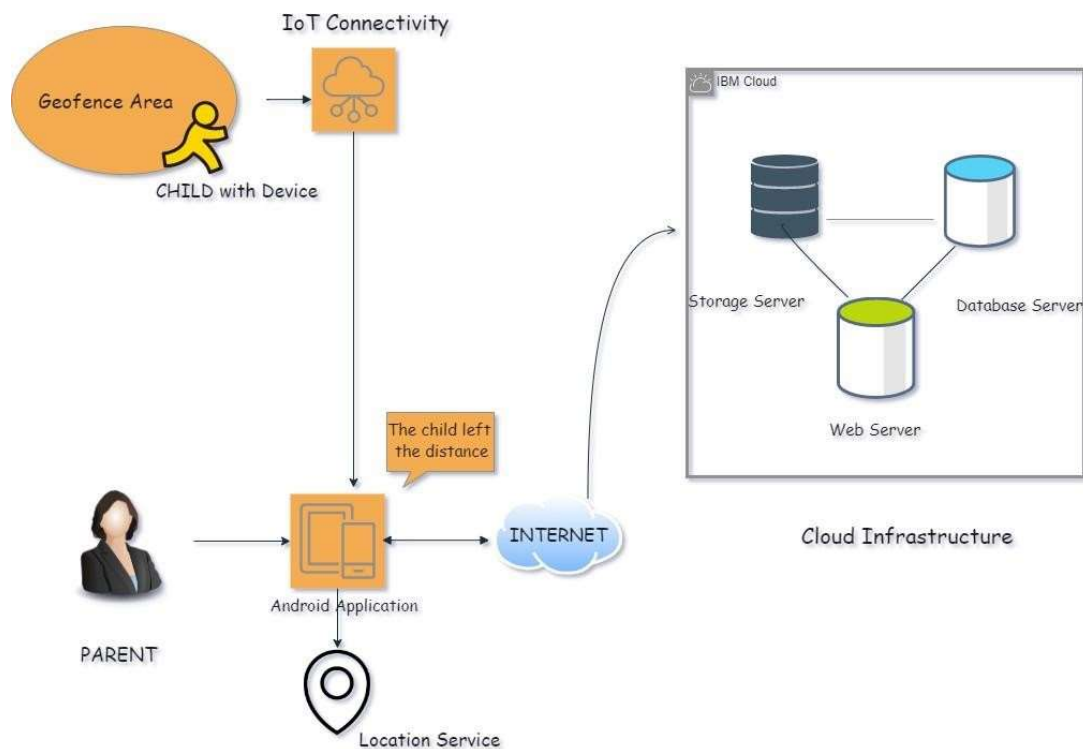 IoT Connectivity
Geofence Area
CHILD with Device
IBM Cloud
Storage Server
Database Server
Web Server
Cloud Infrastructure
The child left
the distance
INTERNET
Android Application
PARENT
Location Service